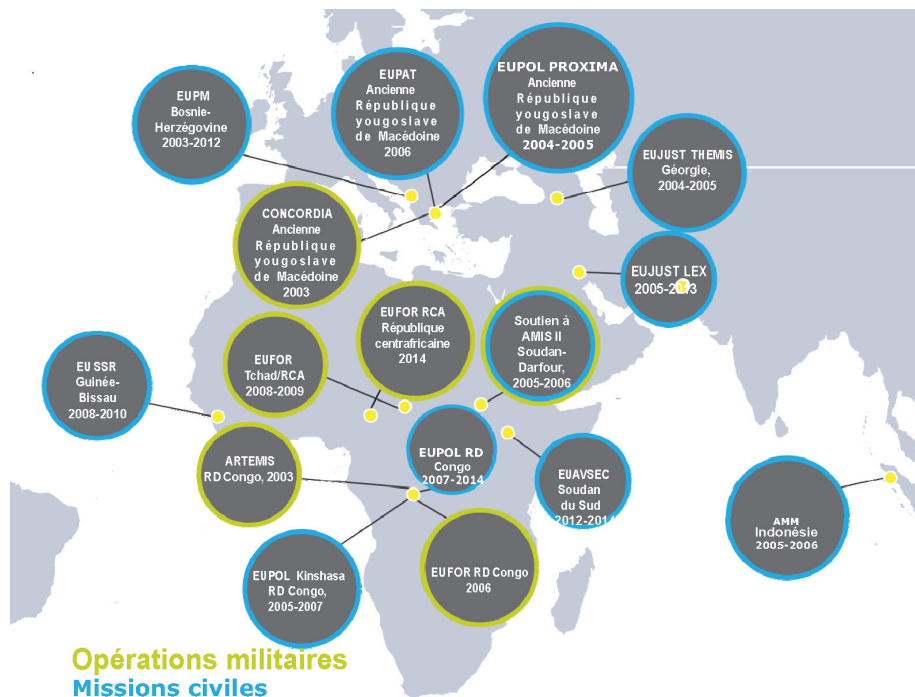 EUPM
Bosnie-
Herzégovine
2003-2012
EUPAT
Ancienne
République
yougoslave
de Macédoine
2006
EUPOL PROXIMA
Ancienne
République
yougoslave
de Macédoine
2004-2005
EUJUST THEMIS
Géorgie,
2004-2005
CONCORDIA
Ancienne
République
yougoslave
de Macédoine
2003
EUJUST LEX
2005-2013
EUFOR RCA
République
centrafricaine
2014
Soutien à
AMIS II
Soudan-
Darfour,
2005-2006
EUFOR
Tchad/RCA
2008-2009
EU SSR
Guinée-
Bissau
2008-2010
EUPOL RD
Congo
2007-2014
ARTEMIS
RD Congo, 2003
EUAVSEC
Soudan
du Sud
2012-2014
AMM
Indonésie
2005-2006
EUPOL Kinshasa
RD Congo,
2005-2007
EUFOR RD Congo
2006
Opérations militaires
Missions civiles